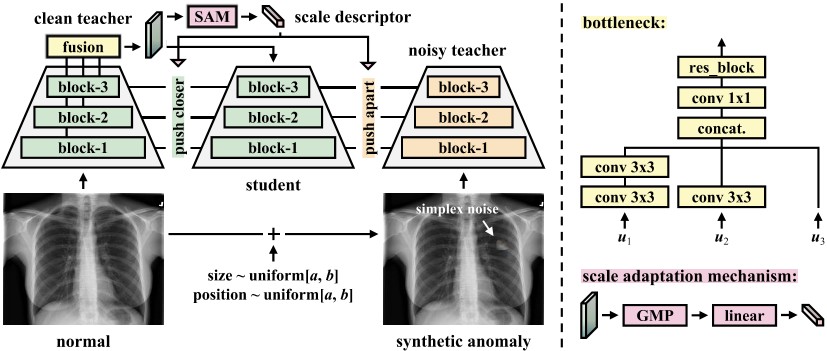 clean teacher
SAM
scale descriptor
fusion
noisy teacher
block-3
block-2
block-1
push closer
block-3
block-2
block-1
push apart
block-3
block-2
block-1
student
simplex noise
+
size ~ uniform[a, b]
position ~ uniform[a, b]
normal
synthetic anomaly
bottleneck:
res_block
conv 1x1
concat.
conv 3x3
conv 3x3
conv 3x3
u1
u2
u3
scale adaptation mechanism:
GMP
linear